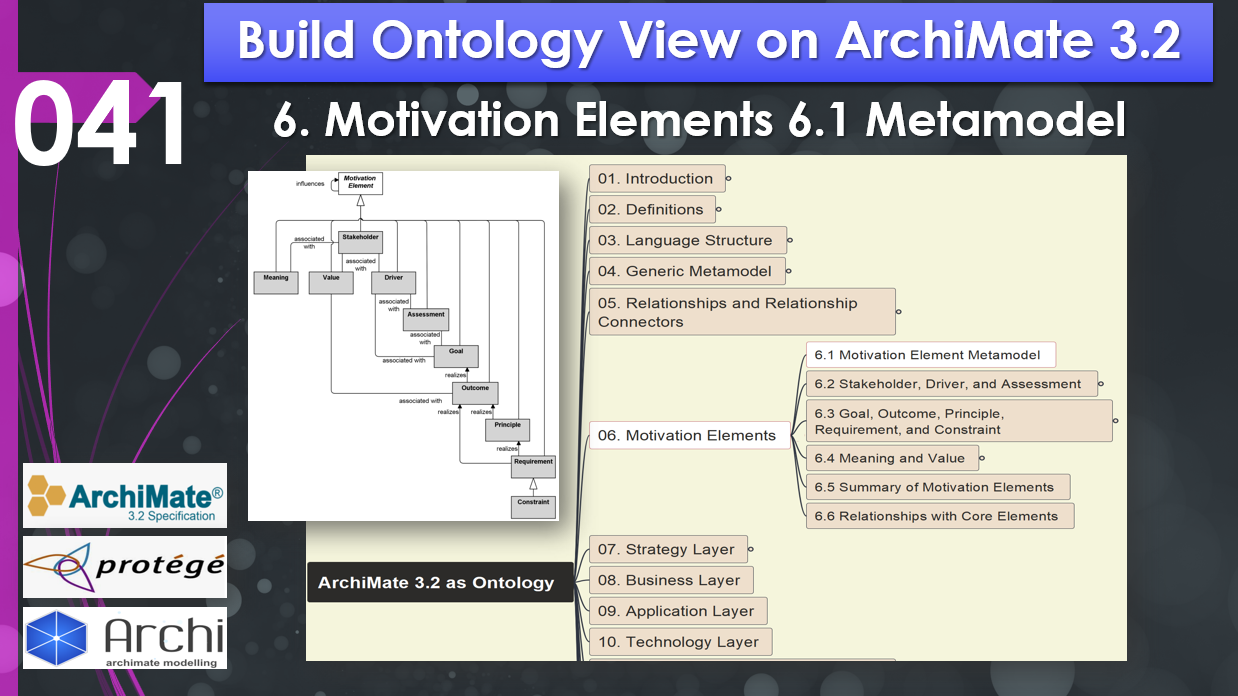 Build Ontology View on ArchiMate 3.2
041
6. Motivation Elements 6.1 Metamodel
influences
Motivation
Element
associated
with
Stakeholder
associated
with
Meaning
Value
Driver
associated
with
Assessment
associated
with
Goal
associated with
realizes
Outcome
associated with
realizes
realizes
Principle
realizes
Requirement
Constraint
01. Introduction
02. Definitions
03. Language Structure
04. Generic Metamodel
05. Relationships and Relationship
Connectors
06. Motivation Elements
6.1 Motivation Element Metamodel
6.2 Stakeholder, Driver, and Assessment
6.3 Goal, Outcome, Principle,
Requirement, and Constraint
6.4 Meaning and Value
6.5 Summary of Motivation Elements
6.6 Relationships with Core Elements
07. Strategy Layer
ArchiMate 3.2 as Ontology
08. Business Layer
09. Application Layer
10. Technology Layer
ArchiMate®
3.2 Specification
protégé
Archi
archimate modelling